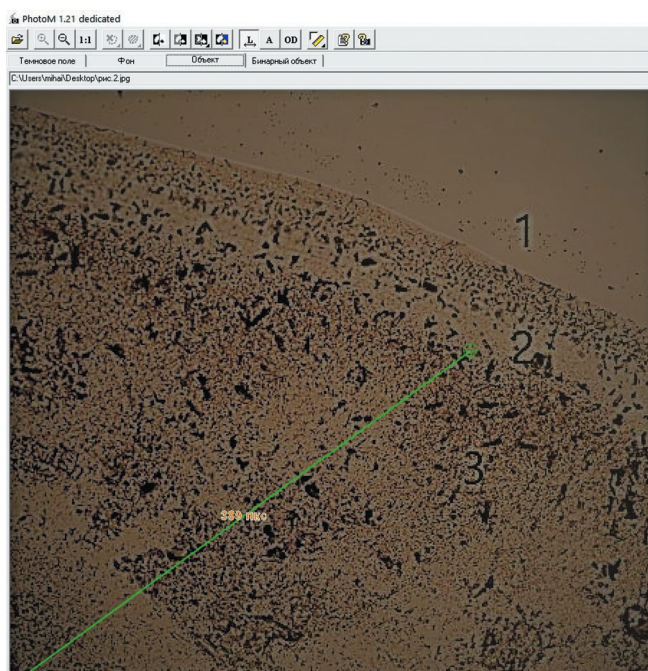 PhotoM 1.21 dedicated
1:1 L A OD
Темновое поле Фон Объект Бинарный объект
C:\Users\mihai\Desktop\рис.2.jpg
1
2
3